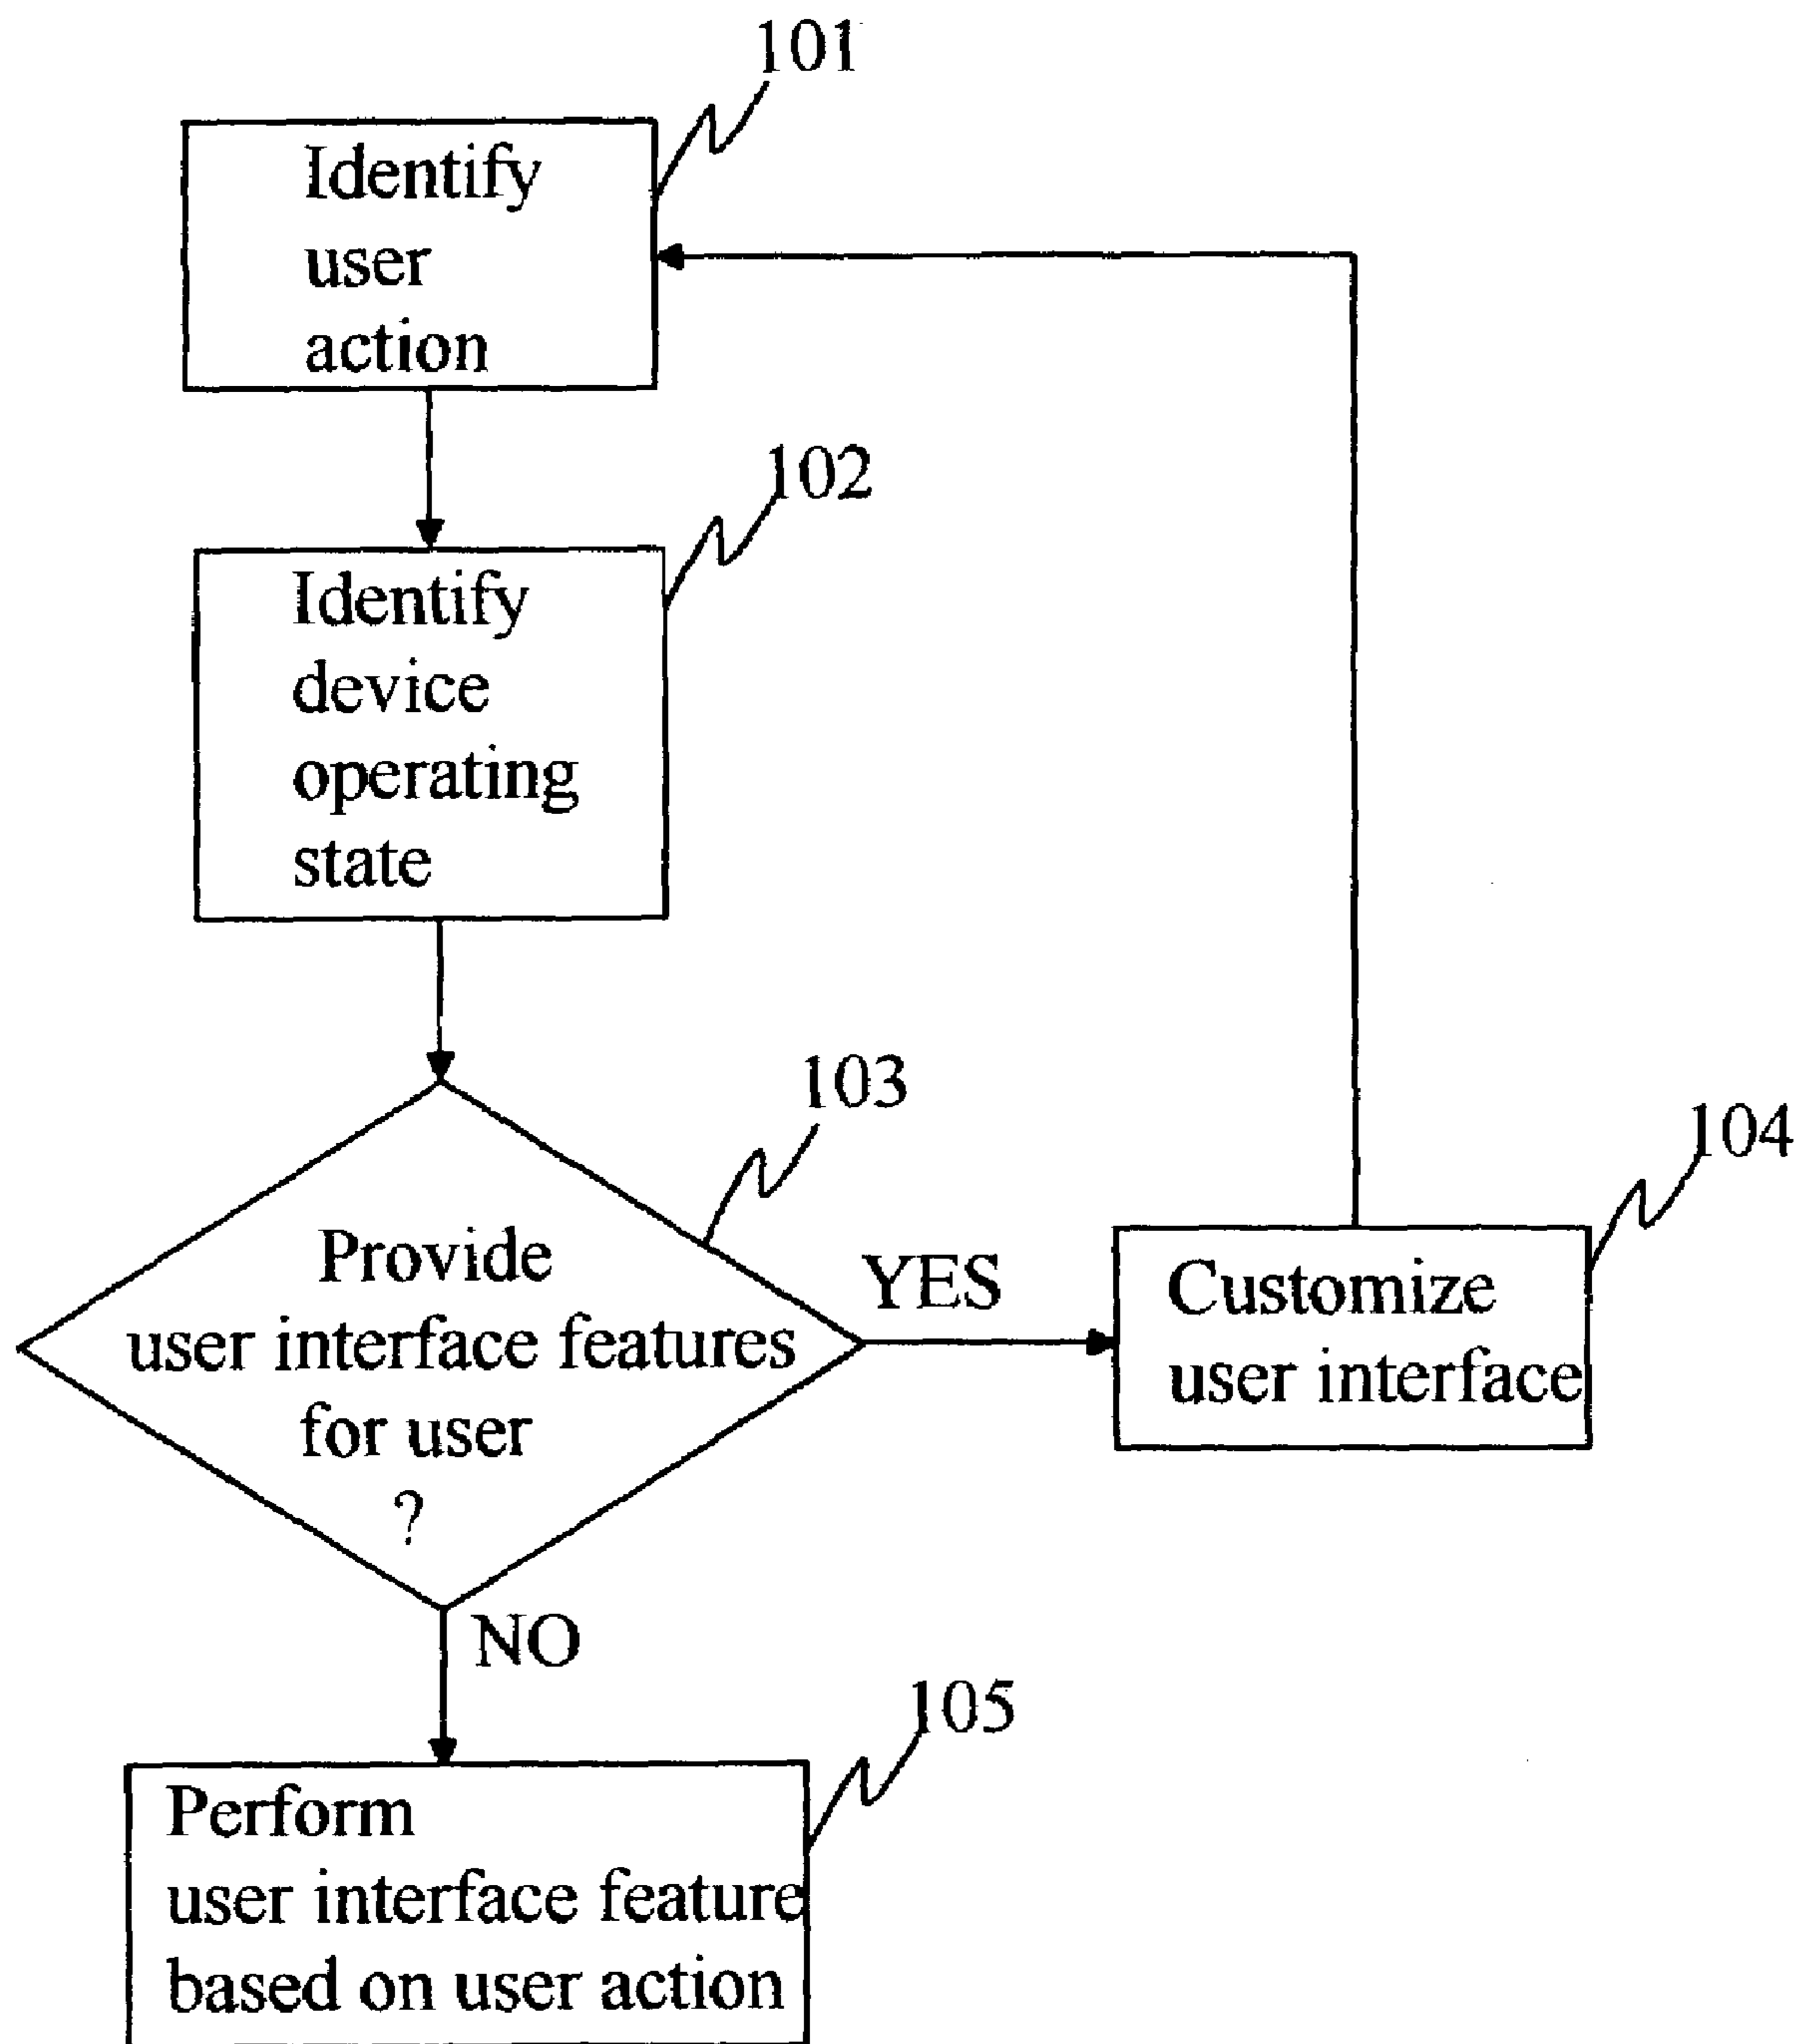 101
Identify
user
action
102
Identify
device
operating
state
103
Provide
user interface features
for user
?
YES
104
Customize
user interface
NO
105
Perform
user interface feature
based on user action